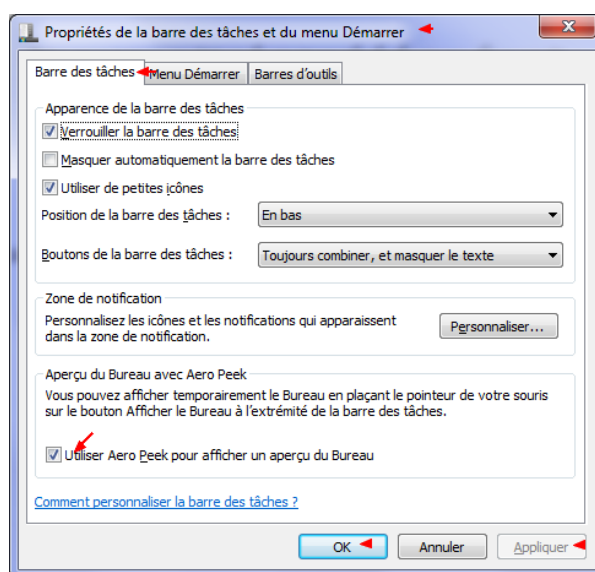 Propriétés de la barre des tâches et du menu Démarrer
Barre des tâches Menu Démarrer Barres d'outils
Apparence de la barre des tâches
Verrouiller la barre des tâches
Masquer automatiquement la barre des tâches
Utiliser de petites icônes
Position de la barre des tâches : En bas
Boutons de la barre des tâches : Toujours combiner, et masquer le texte
Zone de notification
Personnalisez les icônes et les notifications qui apparaissent
dans la zone de notification.
Personnaliser...
Aperçu du Bureau avec Aero Peek
Vous pouvez afficher temporairement le Bureau en plaçant le pointeur de votre souris
sur le bouton Afficher le Bureau à l'extrémité de la barre des tâches.
Utiliser Aero Peek pour afficher un aperçu du Bureau
Comment personnaliser la barre des tâches ?
OK Annuler Appliquer